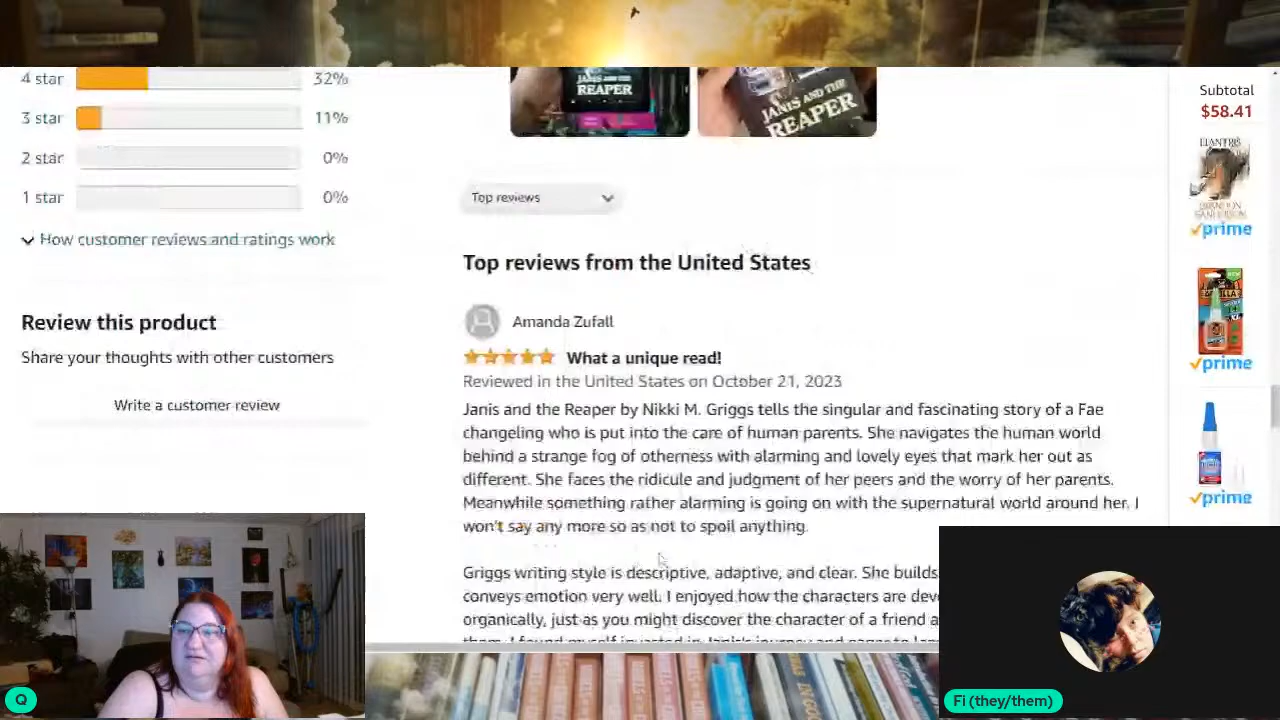 4 star 32%
3 star 11%
2 star 0%
1 star 0%
How customer reviews and ratings work
Review this product
Share your thoughts with other customers
Write a customer review
JANIS AND THE
REAPER
JANIS AND THE
REAPER
Top reviews
Top reviews from the United States
Amanda Zufall
What a unique read!
Reviewed in the United States on October 21, 2023
Janis and the Reaper by Nikki M. Griggs tells the singular and fascinating story of a Fae
changeling who is put into the care of human parents. She navigates the human world
behind a strange fog of otherness with alarming and lovely eyes that mark her out as
different. She faces the ridicule and judgment of her peers and the worry of her parents.
Meanwhile something rather alarming is going on with the supernatural world around her. I
won't say any more so as not to spoil anything.
Griggs writing style is descriptive, adaptive, and clear. She builds
conveys emotion very well. I enjoyed how the characters are dev
organically, just as you might discover the character of a friend a
Subtotal
$58.41
ELANTRIS
BRANDON
SANDERSON
prime
prime
prime
Q
Fi (they/them)